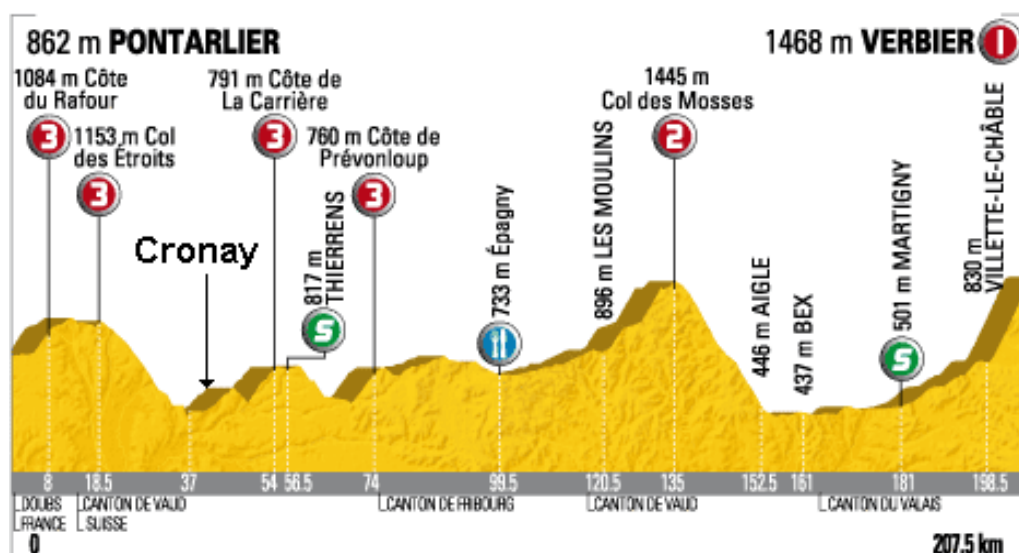 862 m PONTARLIER
1468 m VERBIER 1
1084 m Côte
du Rafour
3
1153 m Col
des Étroits
3
791 m Côte de
La Carrière
3
760 m Côte de
Prévonloup
3
1445 m
Col des Mosses
2
Cronay
817 m
THIERRENS
S
733 m Épagny
896 m LES MOULINS
446 m AIGLE
437 m BEX
501 m MARTIGNY
S
830 m
VILLETTE-LE-CHÂBLE
8 18.5 37 54 56.5 74 99.5 120.5 135 152.5 161 181 198.5
DOUBS CANTON DE VAUD CANTON DE FRIBOURG CANTON DE VAUD CANTON DU VALAIS
FRANCE SUISSE
0 207.5 km